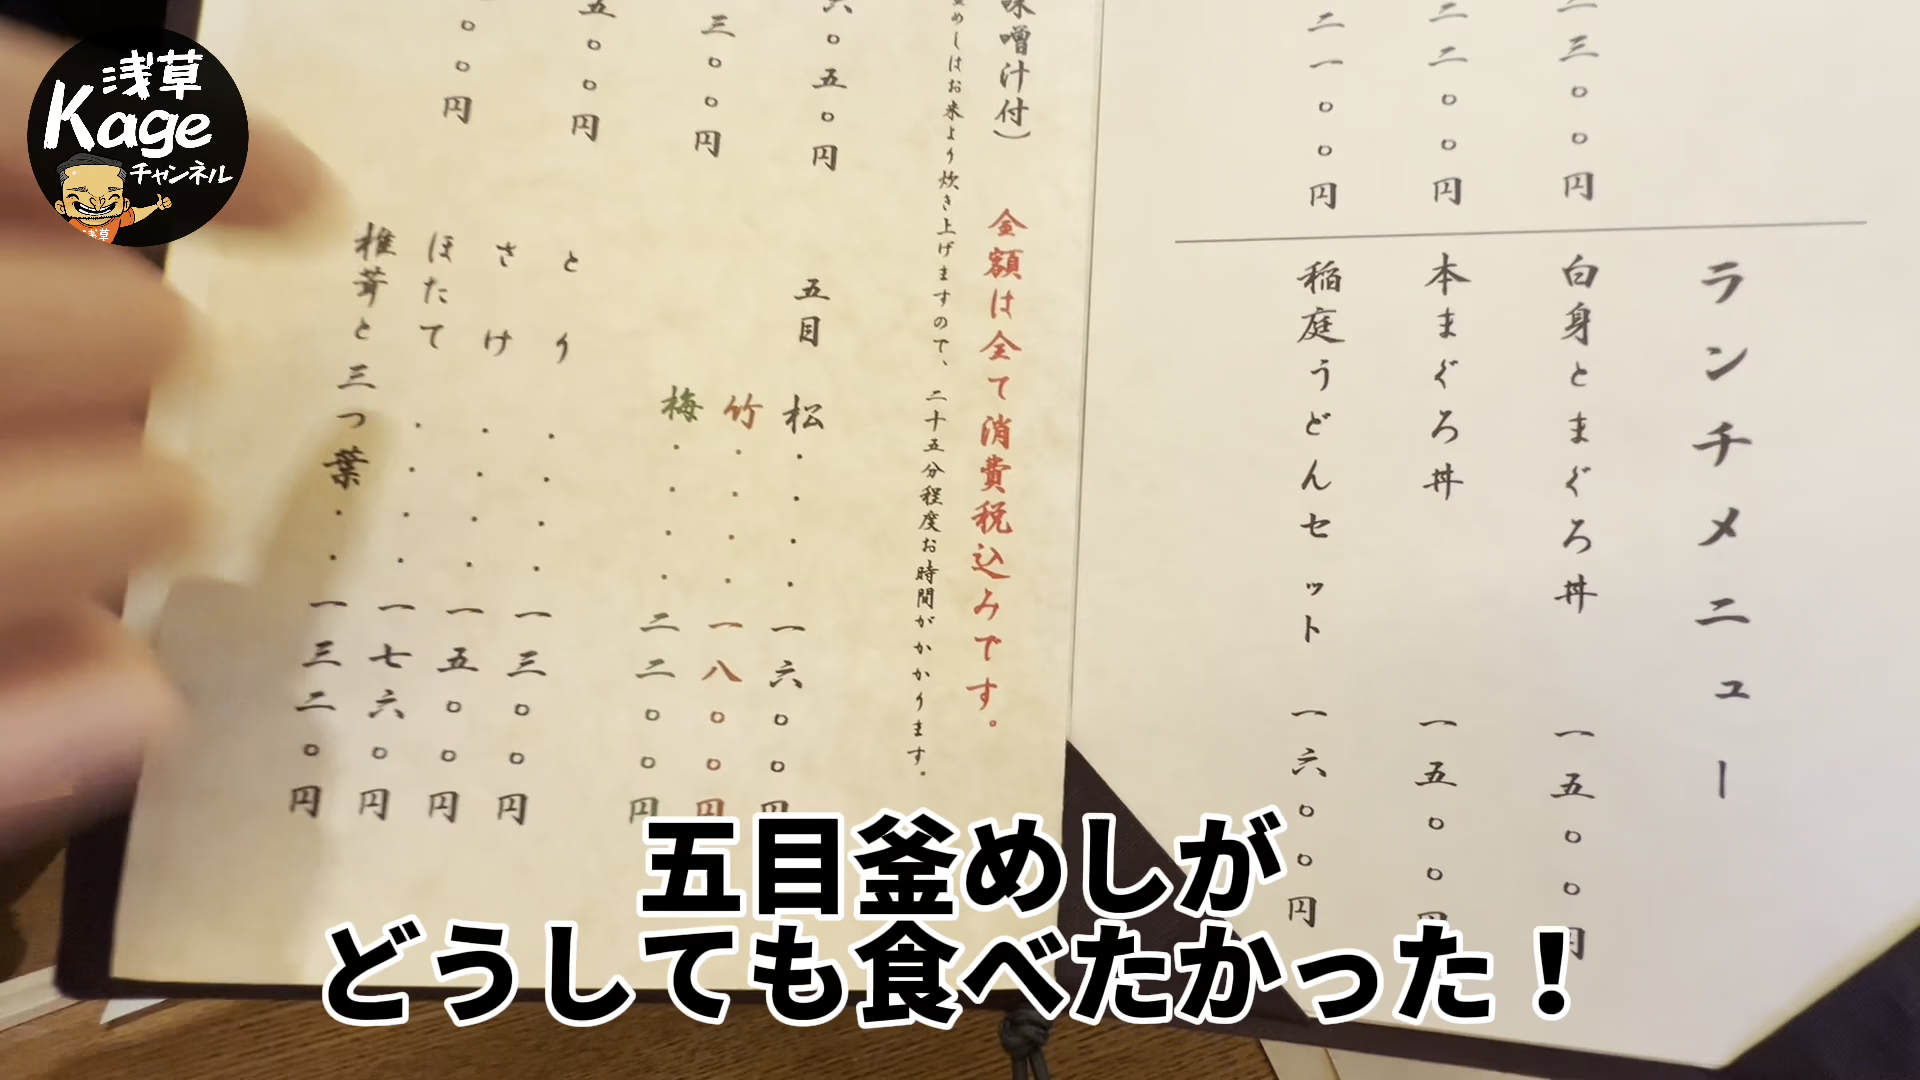 浅草
Kage
チャンネル
浅草
二三〇〇円
二二〇〇円
二一〇〇円
ランチメニュー
白身とまぐろ丼 一五〇〇円
本まぐろ丼 一五〇〇円
稲庭うどんセット 一六〇〇円
味噌汁付）
金額は全て消費税込みです。
釜めしはお米より炊き上げますので、二十五分程度お時間がかかります。
六〇五〇円
三〇〇円
五〇〇円
〇〇円
五目 松・・・・一六〇〇円
竹・・・・一八〇〇円
梅・・・・二二〇〇円
とり・・・・一三〇〇円
さけ・・・・一五〇〇円
ほたて・・・・一七六〇円
椎茸と三つ葉・・一三二〇円
五目釜めしが
どうしても食べたかった！